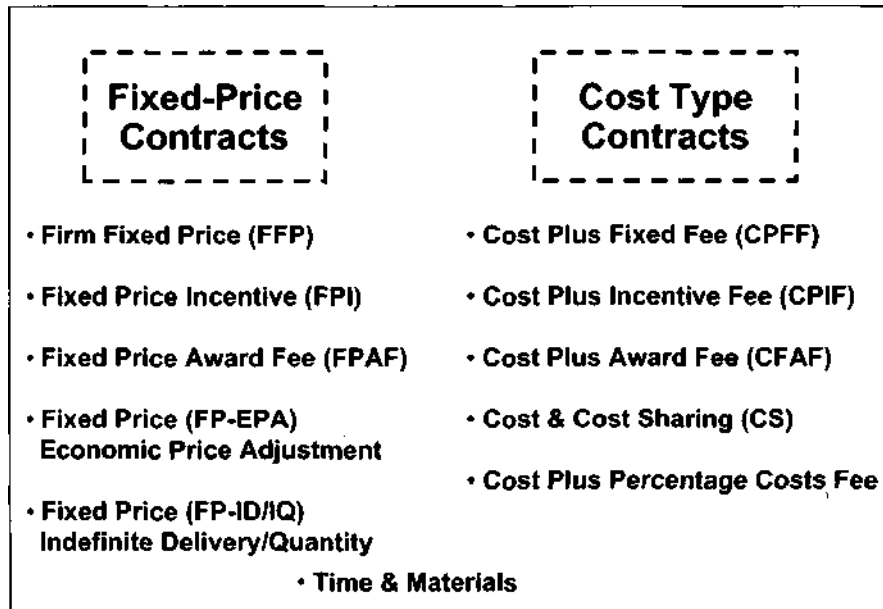 Fixed-Price
Contracts
• Firm Fixed Price (FFP)
• Fixed Price Incentive (FPI)
• Fixed Price Award Fee (FPAF)
• Fixed Price (FP-EPA)
Economic Price Adjustment
• Fixed Price (FP-ID/IQ)
Indefinite Delivery/Quantity
Cost Type
Contracts
• Cost Plus Fixed Fee (CPFF)
• Cost Plus Incentive Fee (CPIF)
• Cost Plus Award Fee (CFAF)
• Cost & Cost Sharing (CS)
• Cost Plus Percentage Costs Fee
• Time & Materials